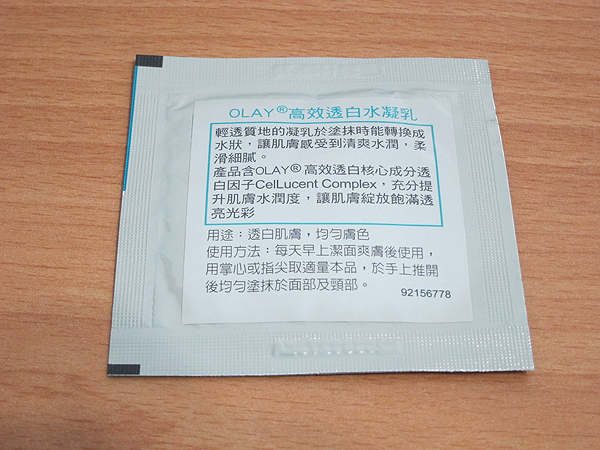 OLAY®高效透白水凝乳
輕透質地的凝乳於塗抹時能轉換成
水狀，讓肌膚感受到清爽水潤，柔
滑細膩。
產品含OLAY®高效透白核心成分透
白因子CelLucent Complex，充分提
升肌膚水潤度，讓肌膚綻放飽滿透
亮光彩
用途：透白肌膚，均勻膚色
使用方法：每天早上潔面爽膚後使用，
用掌心或指尖取適量本品，於手上推開
後均勻塗抹於面部及頸部。
92156778